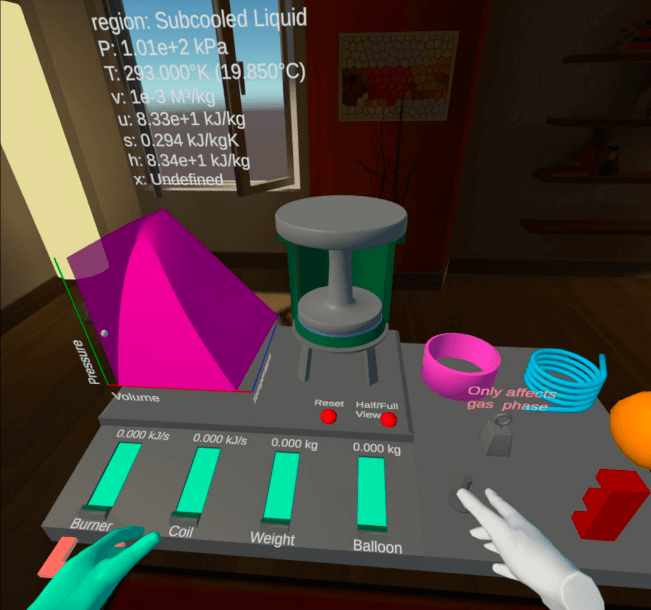 region: Subcooled Liquid
P: 1.01e+2 kPa
T: 293.000°K (19.850°C)
v: 1e-3 M³/kg
u: 8.33e+1 kJ/kg
s: 0.294 kJ/kgK
h: 8.34e+1 kJ/kg
x: Undefined
Pressure
Volume
Only affects
gas phase
Reset
Half/Full
View
0.000 kJ/s
0.000 kJ/s
0.000 kg
0.000 kg
Burner
Coil
Weight
Balloon